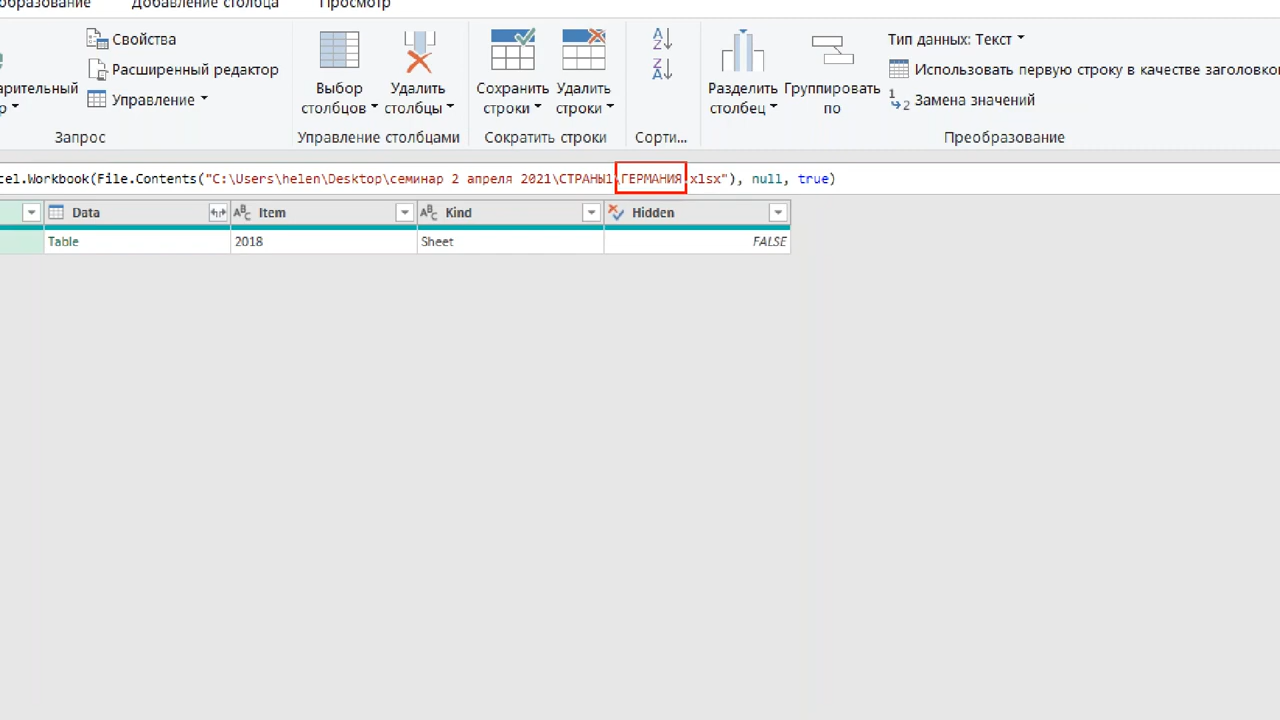 образование Добавление столбца Просмотр
Свойства
Расширенный редактор
Управление
Запрос
Выбор столбцов
Удалить столбцы
Управление столбцами
Сохранить строки
Удалить строки
Сократить строки
Сорти...
Разделить столбец
Группировать по
Тип данных: Текст
Использовать первую строку в качестве заголовко
Замена значений
Преобразование
cel.Workbook(File.Contents("C:\Users\helen\Desktop\семинар 2 апреля 2021\СТРАНЫ1\ГЕРМАНИЯ.xlsx"), null, true)
Data Item Kind Hidden
Table 2018 Sheet FALSE